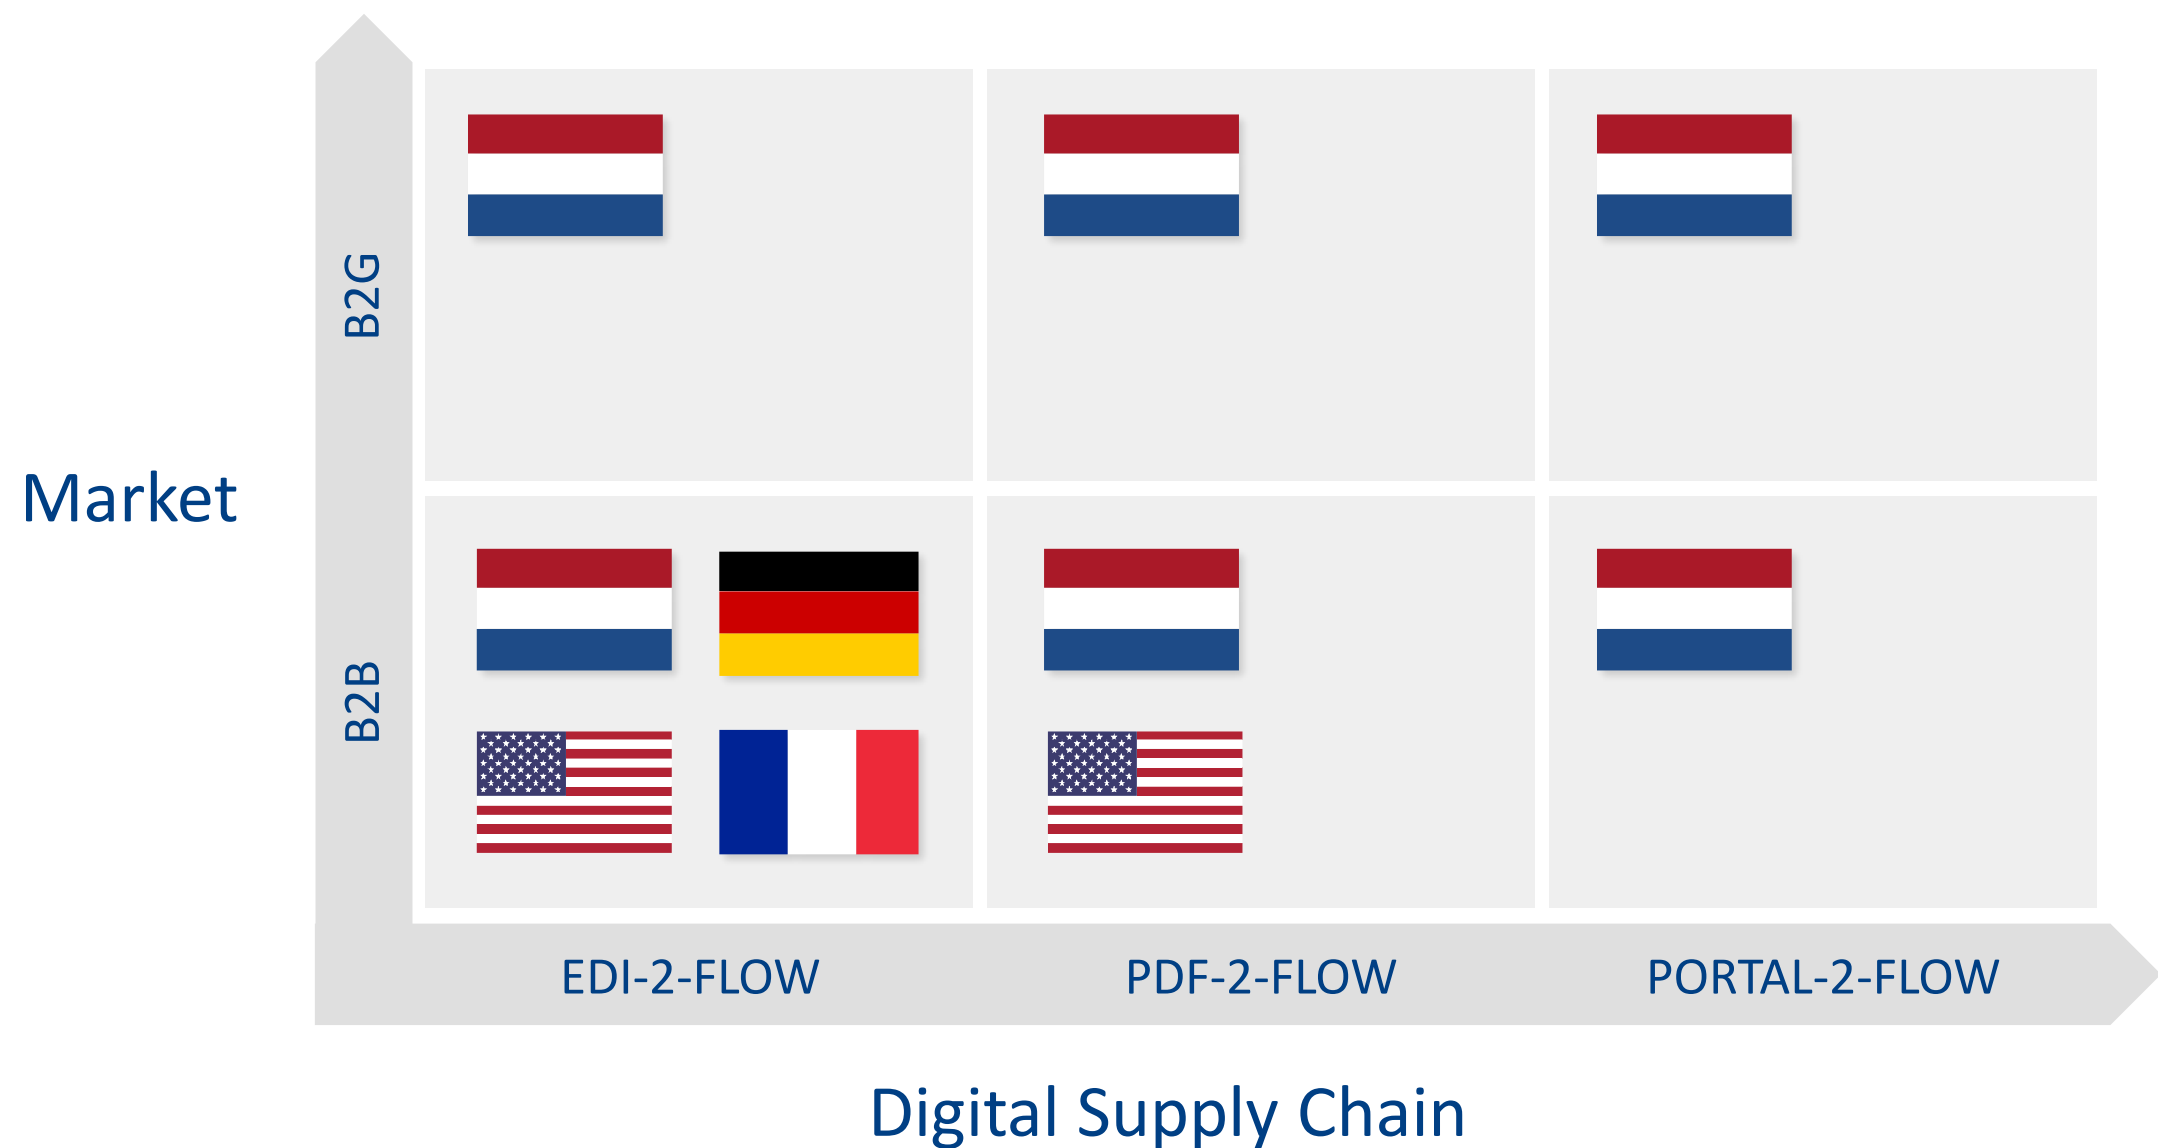 B2G
Market
B2B
EDI-2-FLOW
PDF-2-FLOW
PORTAL-2-FLOW
Digital Supply Chain